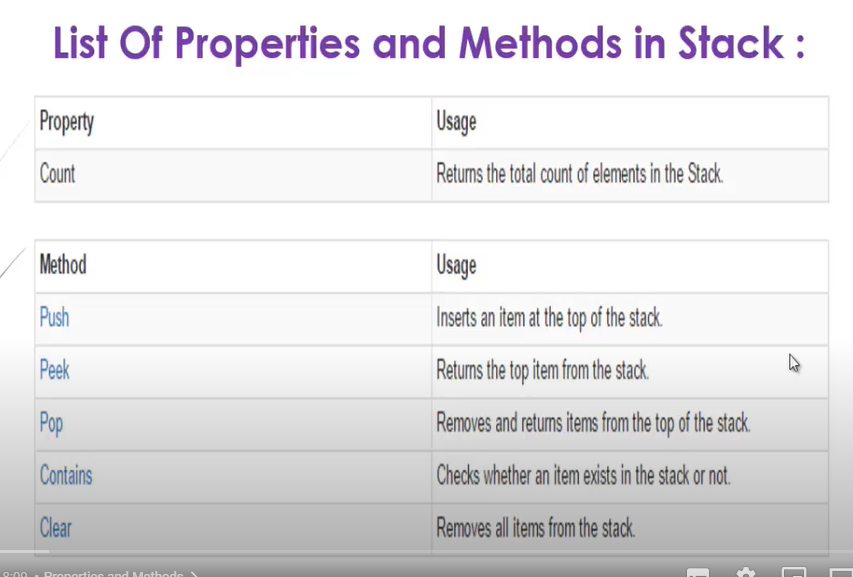 List Of Properties and Methods in Stack :
Property Usage
Count Returns the total count of elements in the Stack.
Method Usage
Push Inserts an item at the top of the stack.
Peek Returns the top item from the stack.
Pop Removes and returns items from the top of the stack.
Contains Checks whether an item exists in the stack or not.
Clear Removes all items from the stack.
8:09 • Properties and Methods